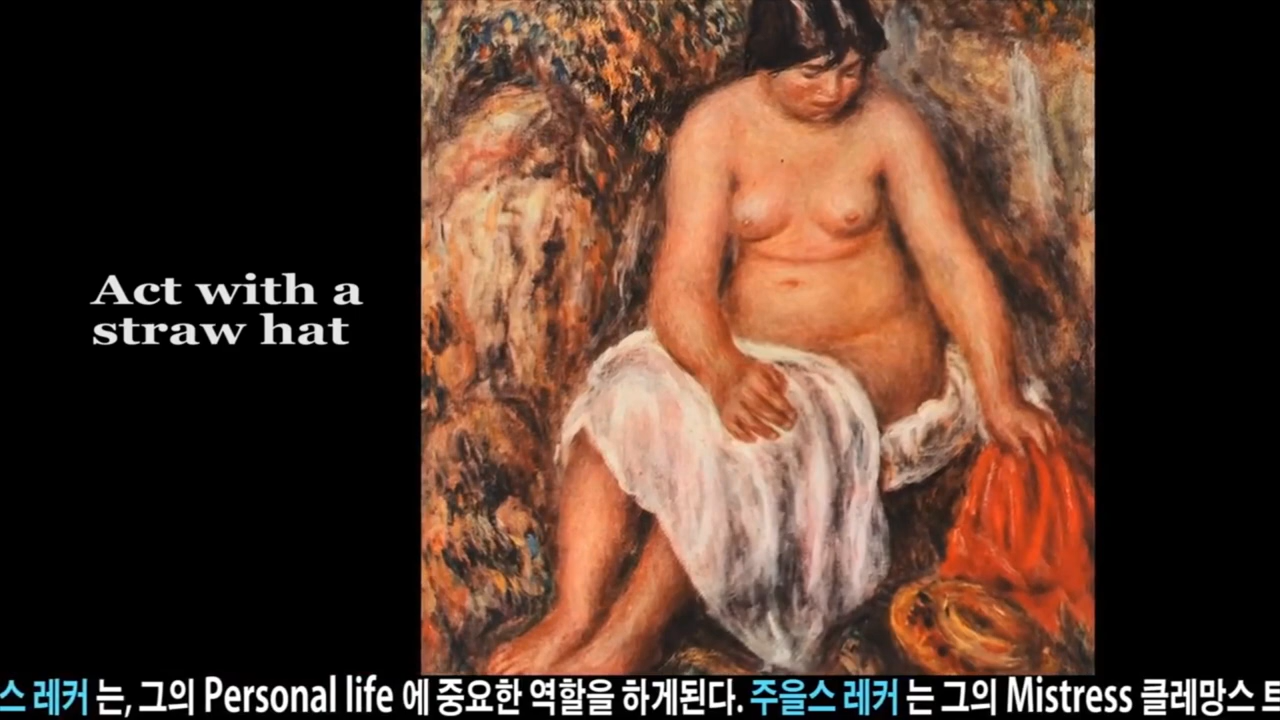 Act with a
straw hat
스 레커 는, 그의 Personal life 에 중요한 역할을 하게된다. 주을스 레커 는 그의 Mistress 클레망스 트